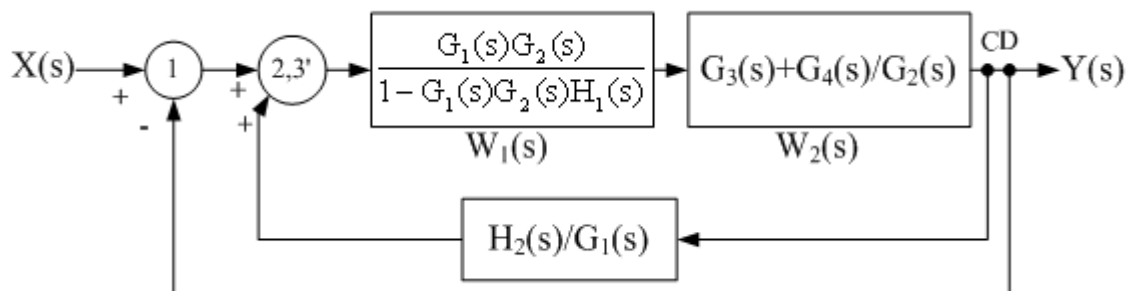 X(s)
+
-
1
+
+
2,3'
G₁(s)G₂(s)
1−G₁(s)G₂(s)H₁(s)
W₁(s)
G₃(s)+G₄(s)/G₂(s)
W₂(s)
CD
Y(s)
H₂(s)/G₁(s)